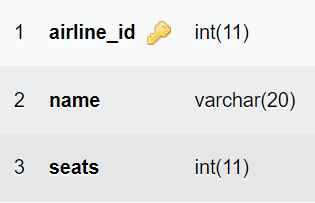 1 airline_id int(11)
2 name varchar(20)
3 seats int(11)